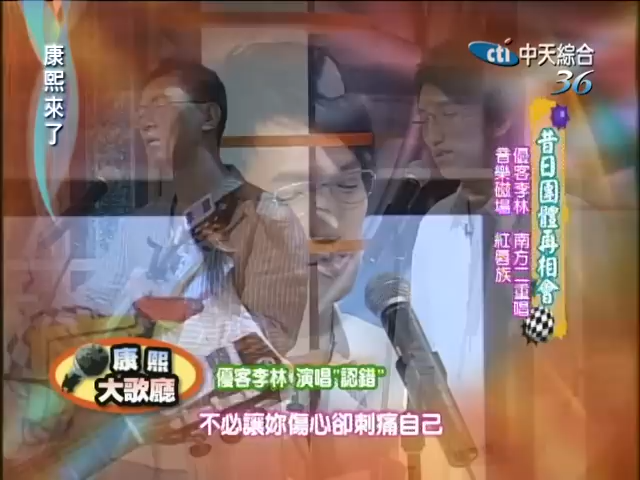 康熙來了
cti 中天綜合
36
昔日團體再相會
優客李林 南方二重唱
音樂磁場 紅唇族
康熙
大歌廳
優客李林 演唱"認錯"
不必讓妳傷心卻刺痛自己